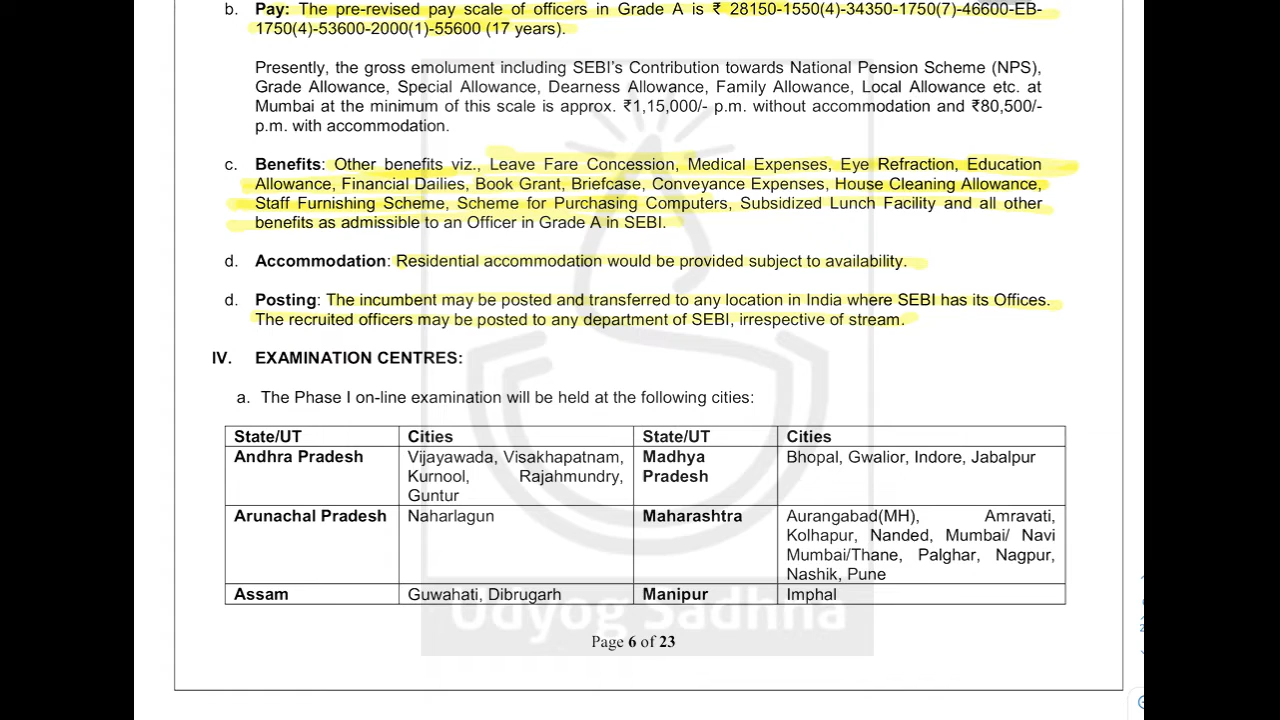 b. Pay: The pre-revised pay scale of officers in Grade A is ₹ 28150-1550(4)-34350-1750(7)-46600-EB-
1750(4)-53600-2000(1)-55600 (17 years).
Presently, the gross emolument including SEBI's Contribution towards National Pension Scheme (NPS),
Grade Allowance, Special Allowance, Dearness Allowance, Family Allowance, Local Allowance etc. at
Mumbai at the minimum of this scale is approx. ₹1,15,000/- p.m. without accommodation and ₹80,500/-
p.m. with accommodation.
c. Benefits: Other benefits viz., Leave Fare Concession, Medical Expenses, Eye Refraction, Education
Allowance, Financial Dailies, Book Grant, Briefcase, Conveyance Expenses, House Cleaning Allowance,
Staff Furnishing Scheme, Scheme for Purchasing Computers, Subsidized Lunch Facility and all other
benefits as admissible to an Officer in Grade A in SEBI.
d. Accommodation: Residential accommodation would be provided subject to availability.
d. Posting: The incumbent may be posted and transferred to any location in India where SEBI has its Offices.
The recruited officers may be posted to any department of SEBI, irrespective of stream.
IV. EXAMINATION CENTRES:
a. The Phase I on-line examination will be held at the following cities:
State/UT Cities State/UT Cities
Andhra Pradesh Vijayawada, Visakhapatnam, Madhya Bhopal, Gwalior, Indore, Jabalpur
Kurnool, Rajahmundry, Pradesh
Guntur
Arunachal Pradesh Naharlagun Maharashtra Aurangabad(MH), Amravati,
Kolhapur, Nanded, Mumbai/ Navi
Mumbai/Thane, Palghar, Nagpur,
Nashik, Pune
Assam Guwahati, Dibrugarh Manipur Imphal
Udyog Sadhna
Page 6 of 23